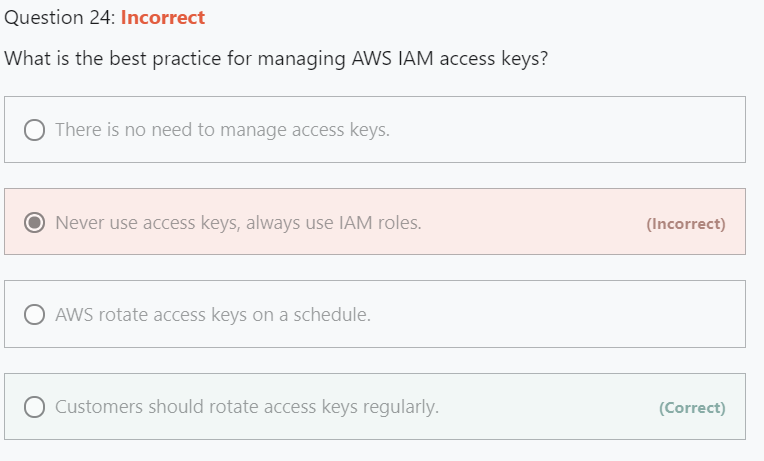 Question 24: Incorrect
What is the best practice for managing AWS IAM access keys?
There is no need to manage access keys.
Never use access keys, always use IAM roles. (Incorrect)
AWS rotate access keys on a schedule.
Customers should rotate access keys regularly. (Correct)